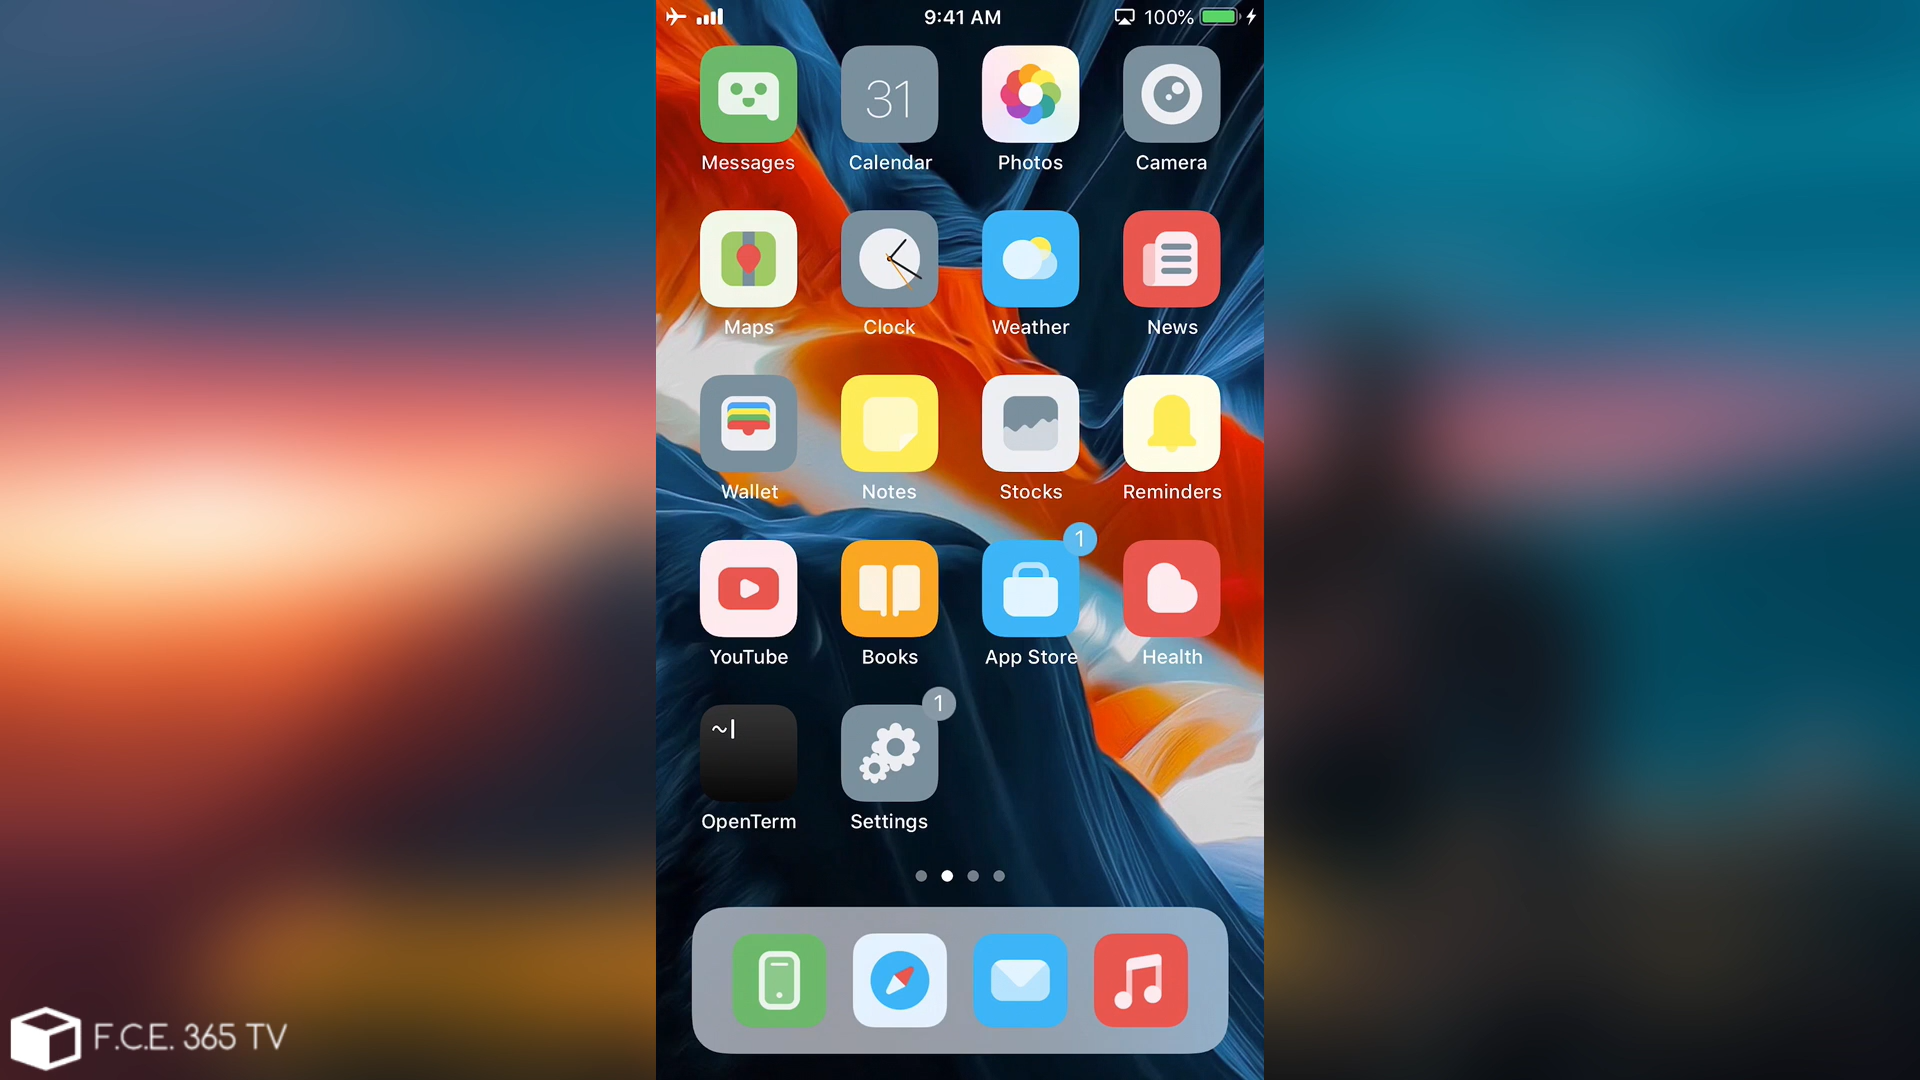 9:41 AM
100%
31
Messages
Calendar
Photos
Camera
Maps
Clock
Weather
News
Wallet
Notes
Stocks
Reminders
1
YouTube
Books
App Store
Health
1
~|
OpenTerm
Settings
F.C.E. 365 TV